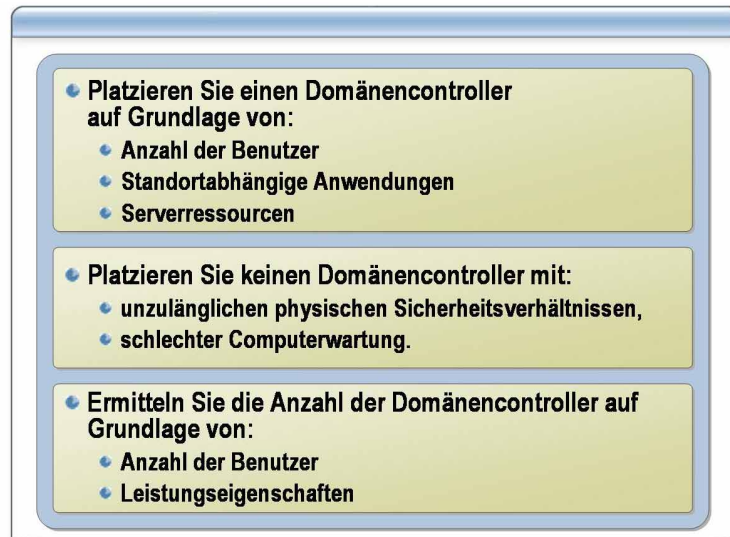 Platzieren Sie einen Domänencontroller
auf Grundlage von:
Anzahl der Benutzer
Standortabhängige Anwendungen
Serverressourcen
Platzieren Sie keinen Domänencontroller mit:
unzulänglichen physischen Sicherheitsverhältnissen,
schlechter Computerwartung.
Ermitteln Sie die Anzahl der Domänencontroller auf
Grundlage von:
Anzahl der Benutzer
Leistungseigenschaften